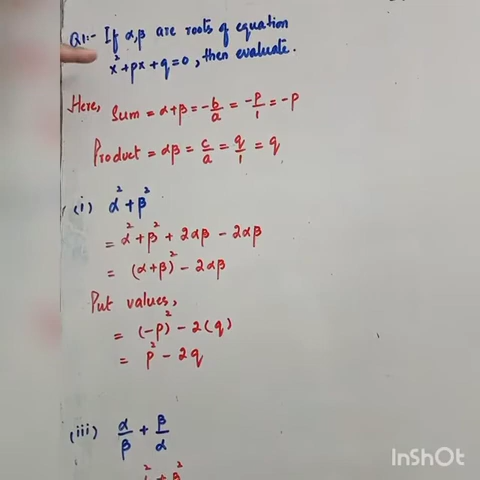 Q1:- If α,β are roots of equation
x²+px+q=0, then evaluate.
Here, Sum = α+β = -b/a = -p/1 = -p
Product = αβ = c/a = q/1 = q
(i) α² + β²
= α² + β² + 2αβ - 2αβ
= (α+β)² - 2αβ
Put values,
= (-p)² - 2(q)
= p² - 2q
(iii) α/β + β/α
InShOt